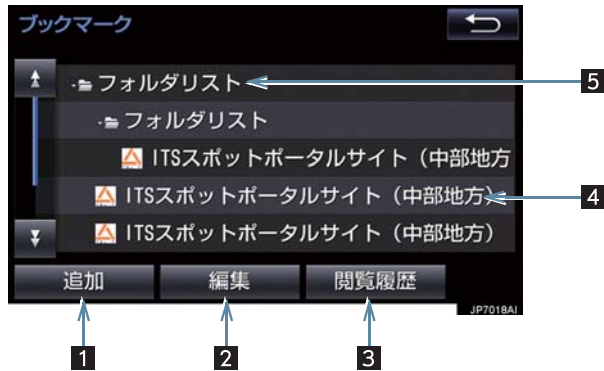 ブックマーク
フォルダリスト
フォルダリスト
ITSスポットポータルサイト（中部地方
ITSスポットポータルサイト（中部地方）
ITSスポットポータルサイト（中部地方）
追加 編集 閲覧履歴
JP7018AI
1 2 3
4
5